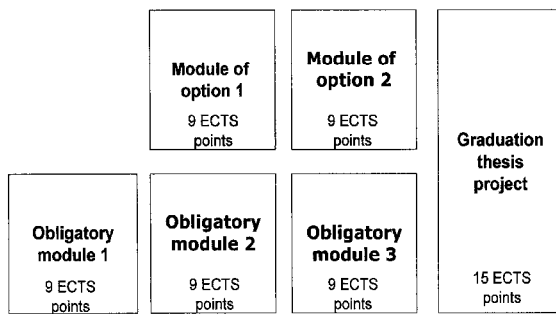 Module of
option 1
9 ECTS
points
Module of
option 2
9 ECTS
points
Graduation
thesis
project
15 ECTS
points
Obligatory
module 1
9 ECTS
points
Obligatory
module 2
9 ECTS
points
Obligatory
module 3
9 ECTS
points